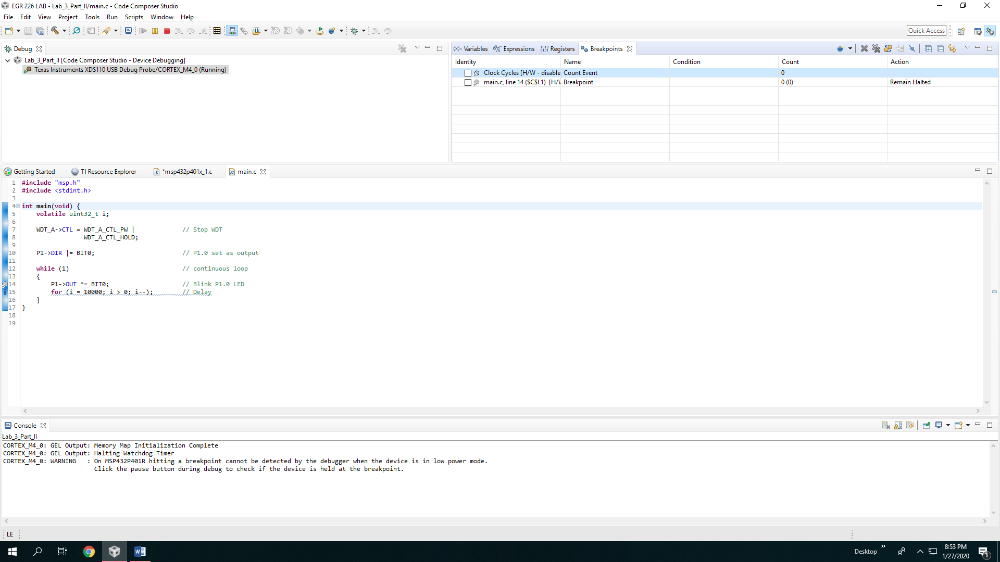 EGR 226 LAB - Lab_3_Part_II/main.c - Code Composer Studio
File Edit View Project Tools Run Scripts Window Help
Quick Access
Debug
Lab_3_Part_II [Code Composer Studio - Device Debugging]
Texas Instruments XDS110 USB Debug Probe/CORTEX_M4_0 (Running)
(x)= Variables Expressions 1010 0101 Registers Breakpoints
Identity Name Condition Count Action
Clock Cycles [H/W - disable Count Event 0
main.c, line 14 ($C$L1) [H/\ Breakpoint 0 (0) Remain Halted
Getting Started TI Resource Explorer *msp432p401x_1.c main.c
1 #include "msp.h"
2 #include <stdint.h>
3
4 int main(void) {
5 volatile uint32_t i;
6
7 WDT_A->CTL = WDT_A_CTL_PW | // Stop WDT
8 WDT_A_CTL_HOLD;
9
10 P1->DIR |= BIT0; // P1.0 set as output
11
12 while (1) // continuous loop
13 {
14 P1->OUT ^= BIT0; // Blink P1.0 LED
15 for (i = 10000; i > 0; i--); // Delay
16 }
17 }
18
19
Console
Lab_3_Part_II
CORTEX_M4_0: GEL Output: Memory Map Initialization Complete
CORTEX_M4_0: GEL Output: Halting Watchdog Timer
CORTEX_M4_0: WARNING : On MSP432P401R hitting a breakpoint cannot be detected by the debugger when the device is in low power mode.
Click the pause button during debug to check if the device is held at the breakpoint.
LE
Desktop 8:53 PM
1/27/2020 1